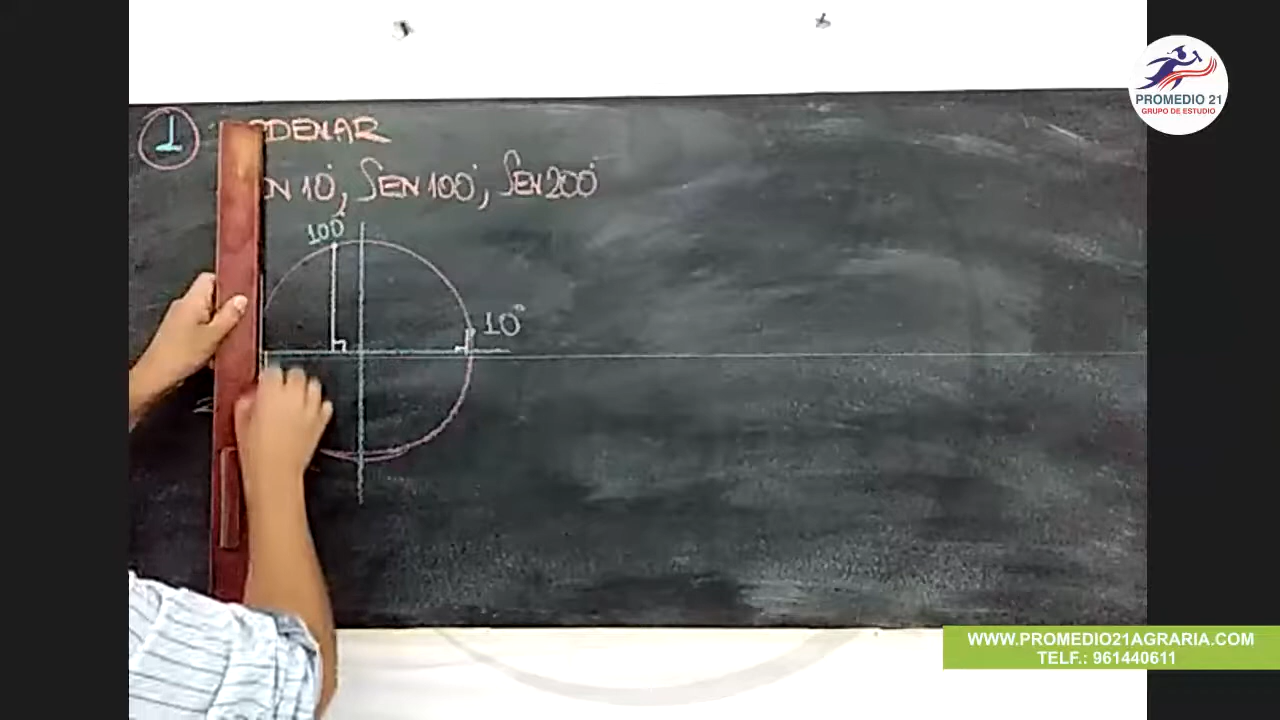 1
DENAR
N 10°, SEN 100°, SEN 200°
100°
10°
PROMEDIO 21
GRUPO DE ESTUDIO
WWW.PROMEDIO21AGRARIA.COM
TELF.: 961440611